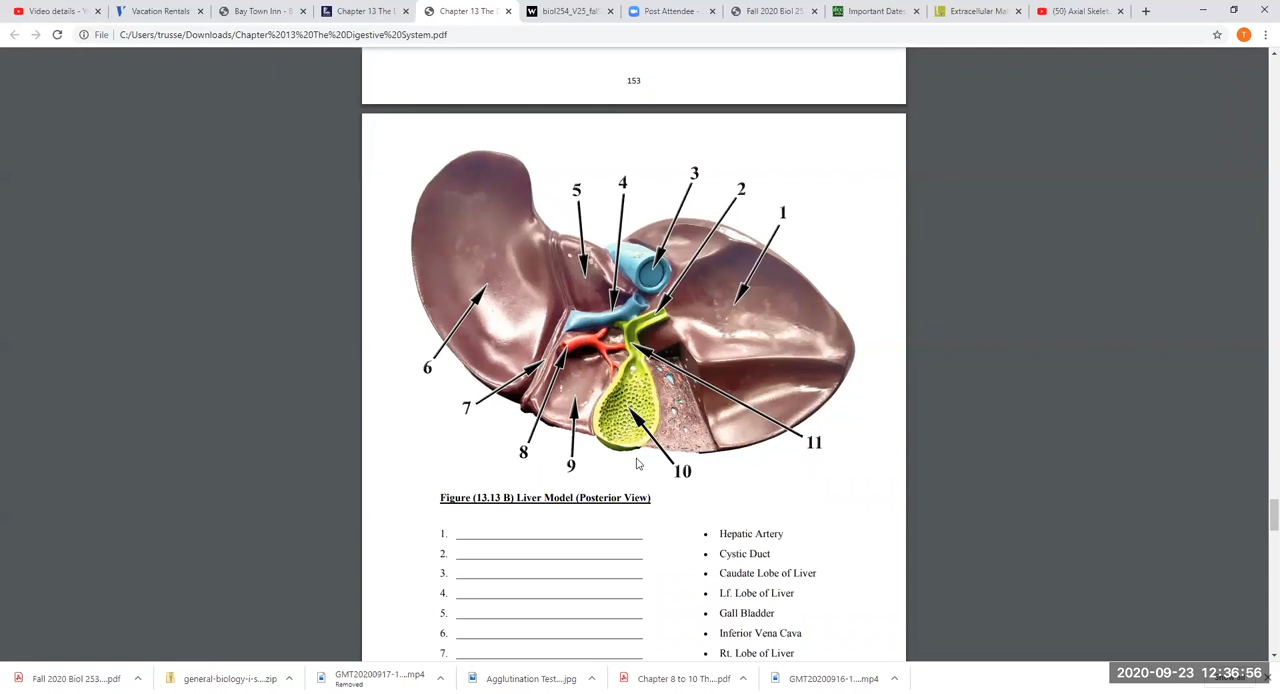 Video details - Y
Vacation Rentals
Bay Town Inn - B
Chapter 13 The I
Chapter 13 The D
biol254_V25_fal
Post Attendee -
Fall 2020 Biol 25
Important Dates
Extracellular Ma
(50) Axial Skelet
File C:/Users/trusse/Downloads/Chapter%2013%20The%20Digestive%20System.pdf
T
153
1
2
3
4
5
6
7
8
9
10
11
Figure (13.13 B) Liver Model (Posterior View)
1. • Hepatic Artery
2. • Cystic Duct
3. • Caudate Lobe of Liver
4. • Lf. Lobe of Liver
5. • Gall Bladder
6. • Inferior Vena Cava
7. • Rt. Lobe of Liver
Fall 2020 Biol 253....pdf
general-biology-i-s....zip
GMT20200917-1....mp4
Removed
Agglutination Test....jpg
Chapter 8 to 10 Th....pdf
GMT20200916-1....mp4
2020-09-23 12:36:56